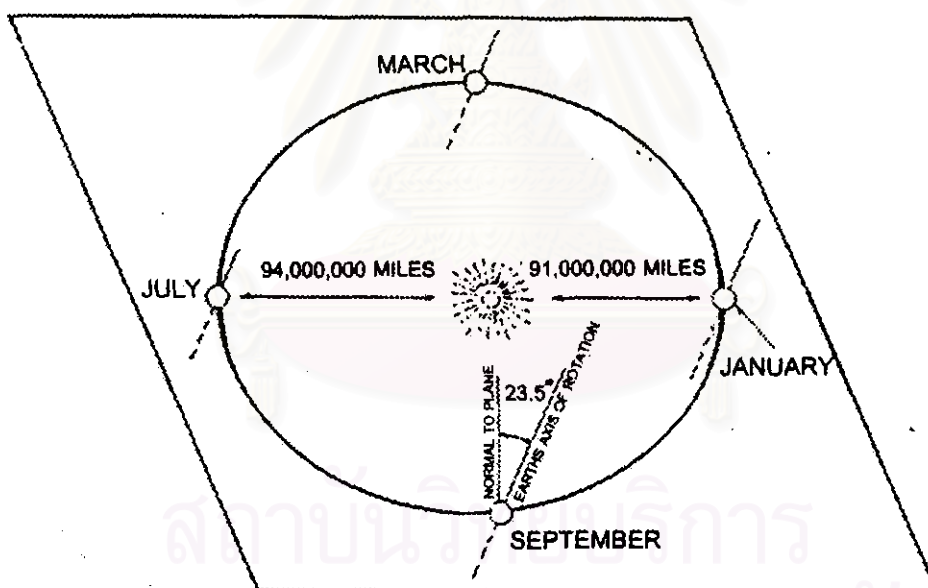 MARCH
94,000,000 MILES
91,000,000 MILES
JULY
JANUARY
23.5°
NORMAL TO PLANE
EARTHS AXIS OF ROTATION
SEPTEMBER
สถาบันวิทยบริการ